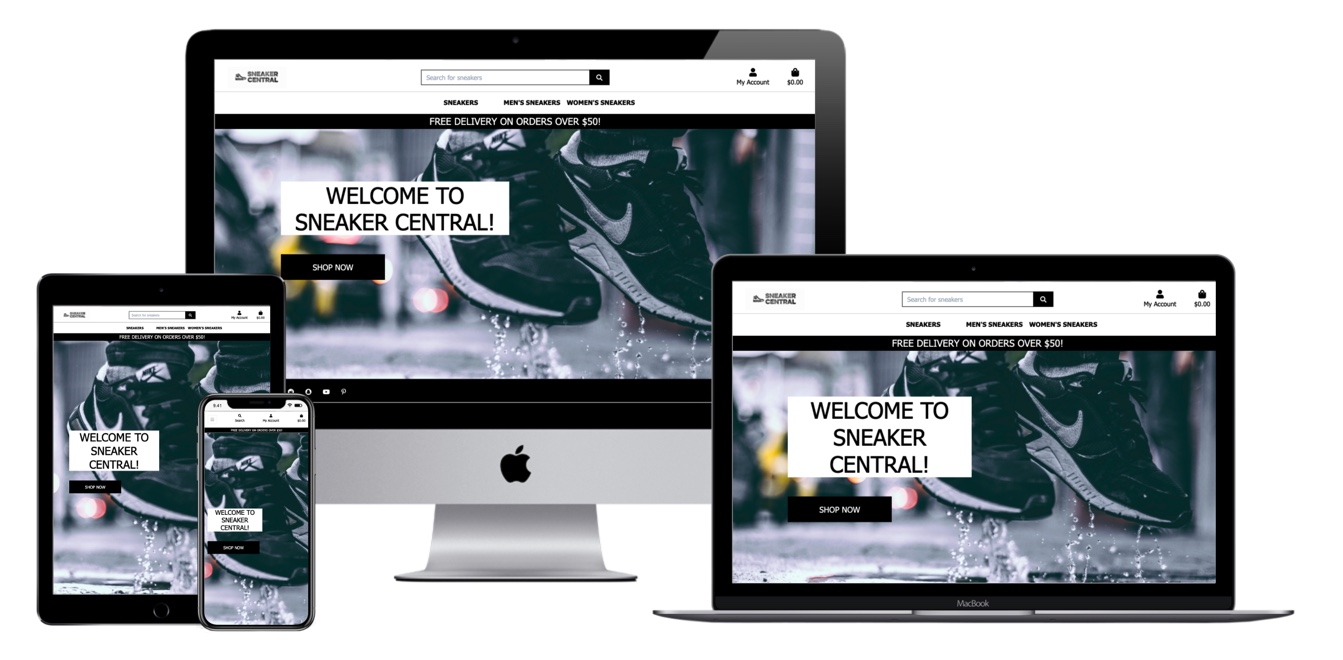 SNEAKER
CENTRAL
Search for sneakers
My Account
$0.00
SNEAKERS MEN'S SNEAKERS WOMEN'S SNEAKERS
FREE DELIVERY ON ORDERS OVER $50!
NIKE
WELCOME TO
SNEAKER CENTRAL!
SHOP NOW
SNEAKER
CENTRAL
Search for sneakers
My Account
$0.00
SNEAKERS MEN'S SNEAKERS WOMEN'S SNEAKERS
FREE DELIVERY ON ORDERS OVER $50!
NIKE
WELCOME TO
SNEAKER
CENTRAL!
SHOP NOW
9:41
Search
My Account
$0.00
FREE DELIVERY ON ORDERS OVER $50!
NIKE
WELCOME TO
SNEAKER
CENTRAL!
SHOP NOW
SNEAKER
CENTRAL
Search for sneakers
My Account
$0.00
SNEAKERS MEN'S SNEAKERS WOMEN'S SNEAKERS
FREE DELIVERY ON ORDERS OVER $50!
WELCOME TO
SNEAKER
CENTRAL!
SHOP NOW
MacBook